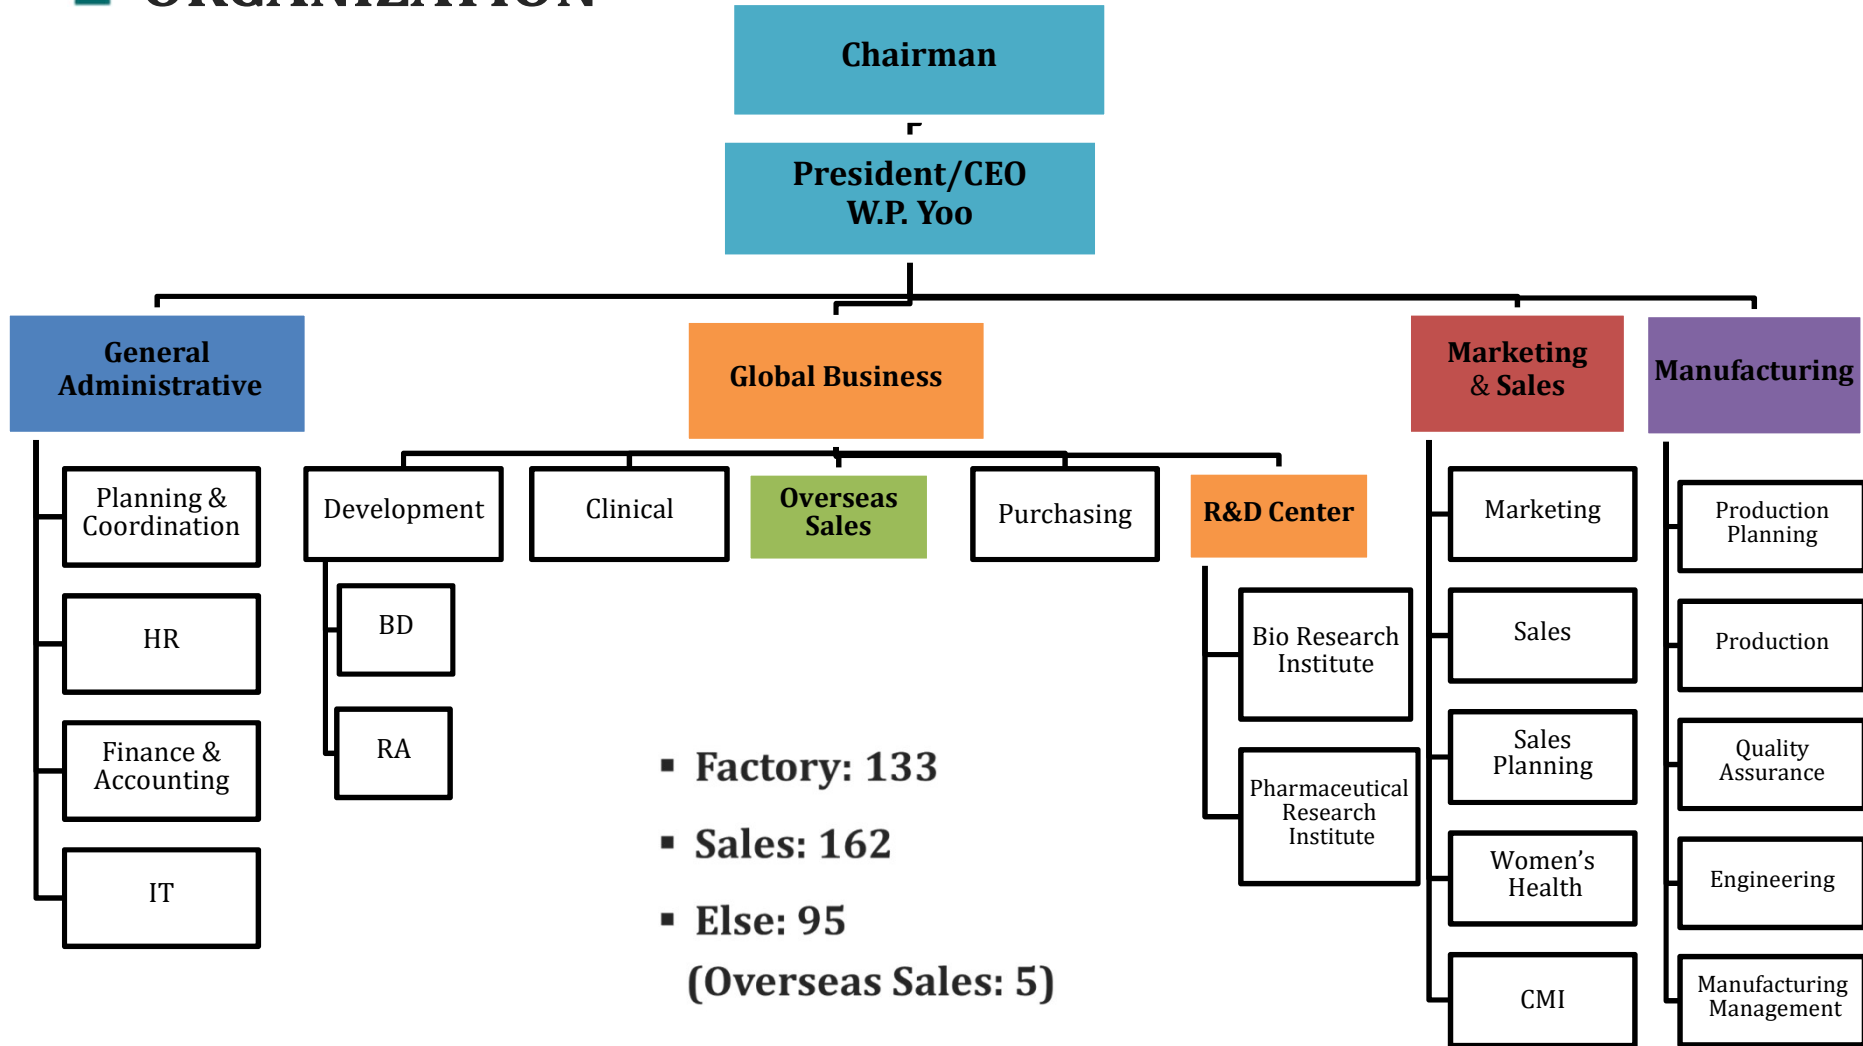 ORGANIZATION
Chairman
President/CEO
W.P. Yoo
General
Administrative
Global Business
Marketing
& Sales
Manufacturing
Planning &
Coordination
HR
Finance &
Accounting
IT
Development
BD
RA
Clinical
Overseas
Sales
Purchasing
R&D Center
Bio Research
Institute
Pharmaceutical
Research
Institute
Marketing
Sales
Sales
Planning
Women's
Health
CMI
Production
Planning
Production
Quality
Assurance
Engineering
Manufacturing
Management
▪ Factory: 133
▪ Sales: 162
▪ Else: 95
(Overseas Sales: 5)